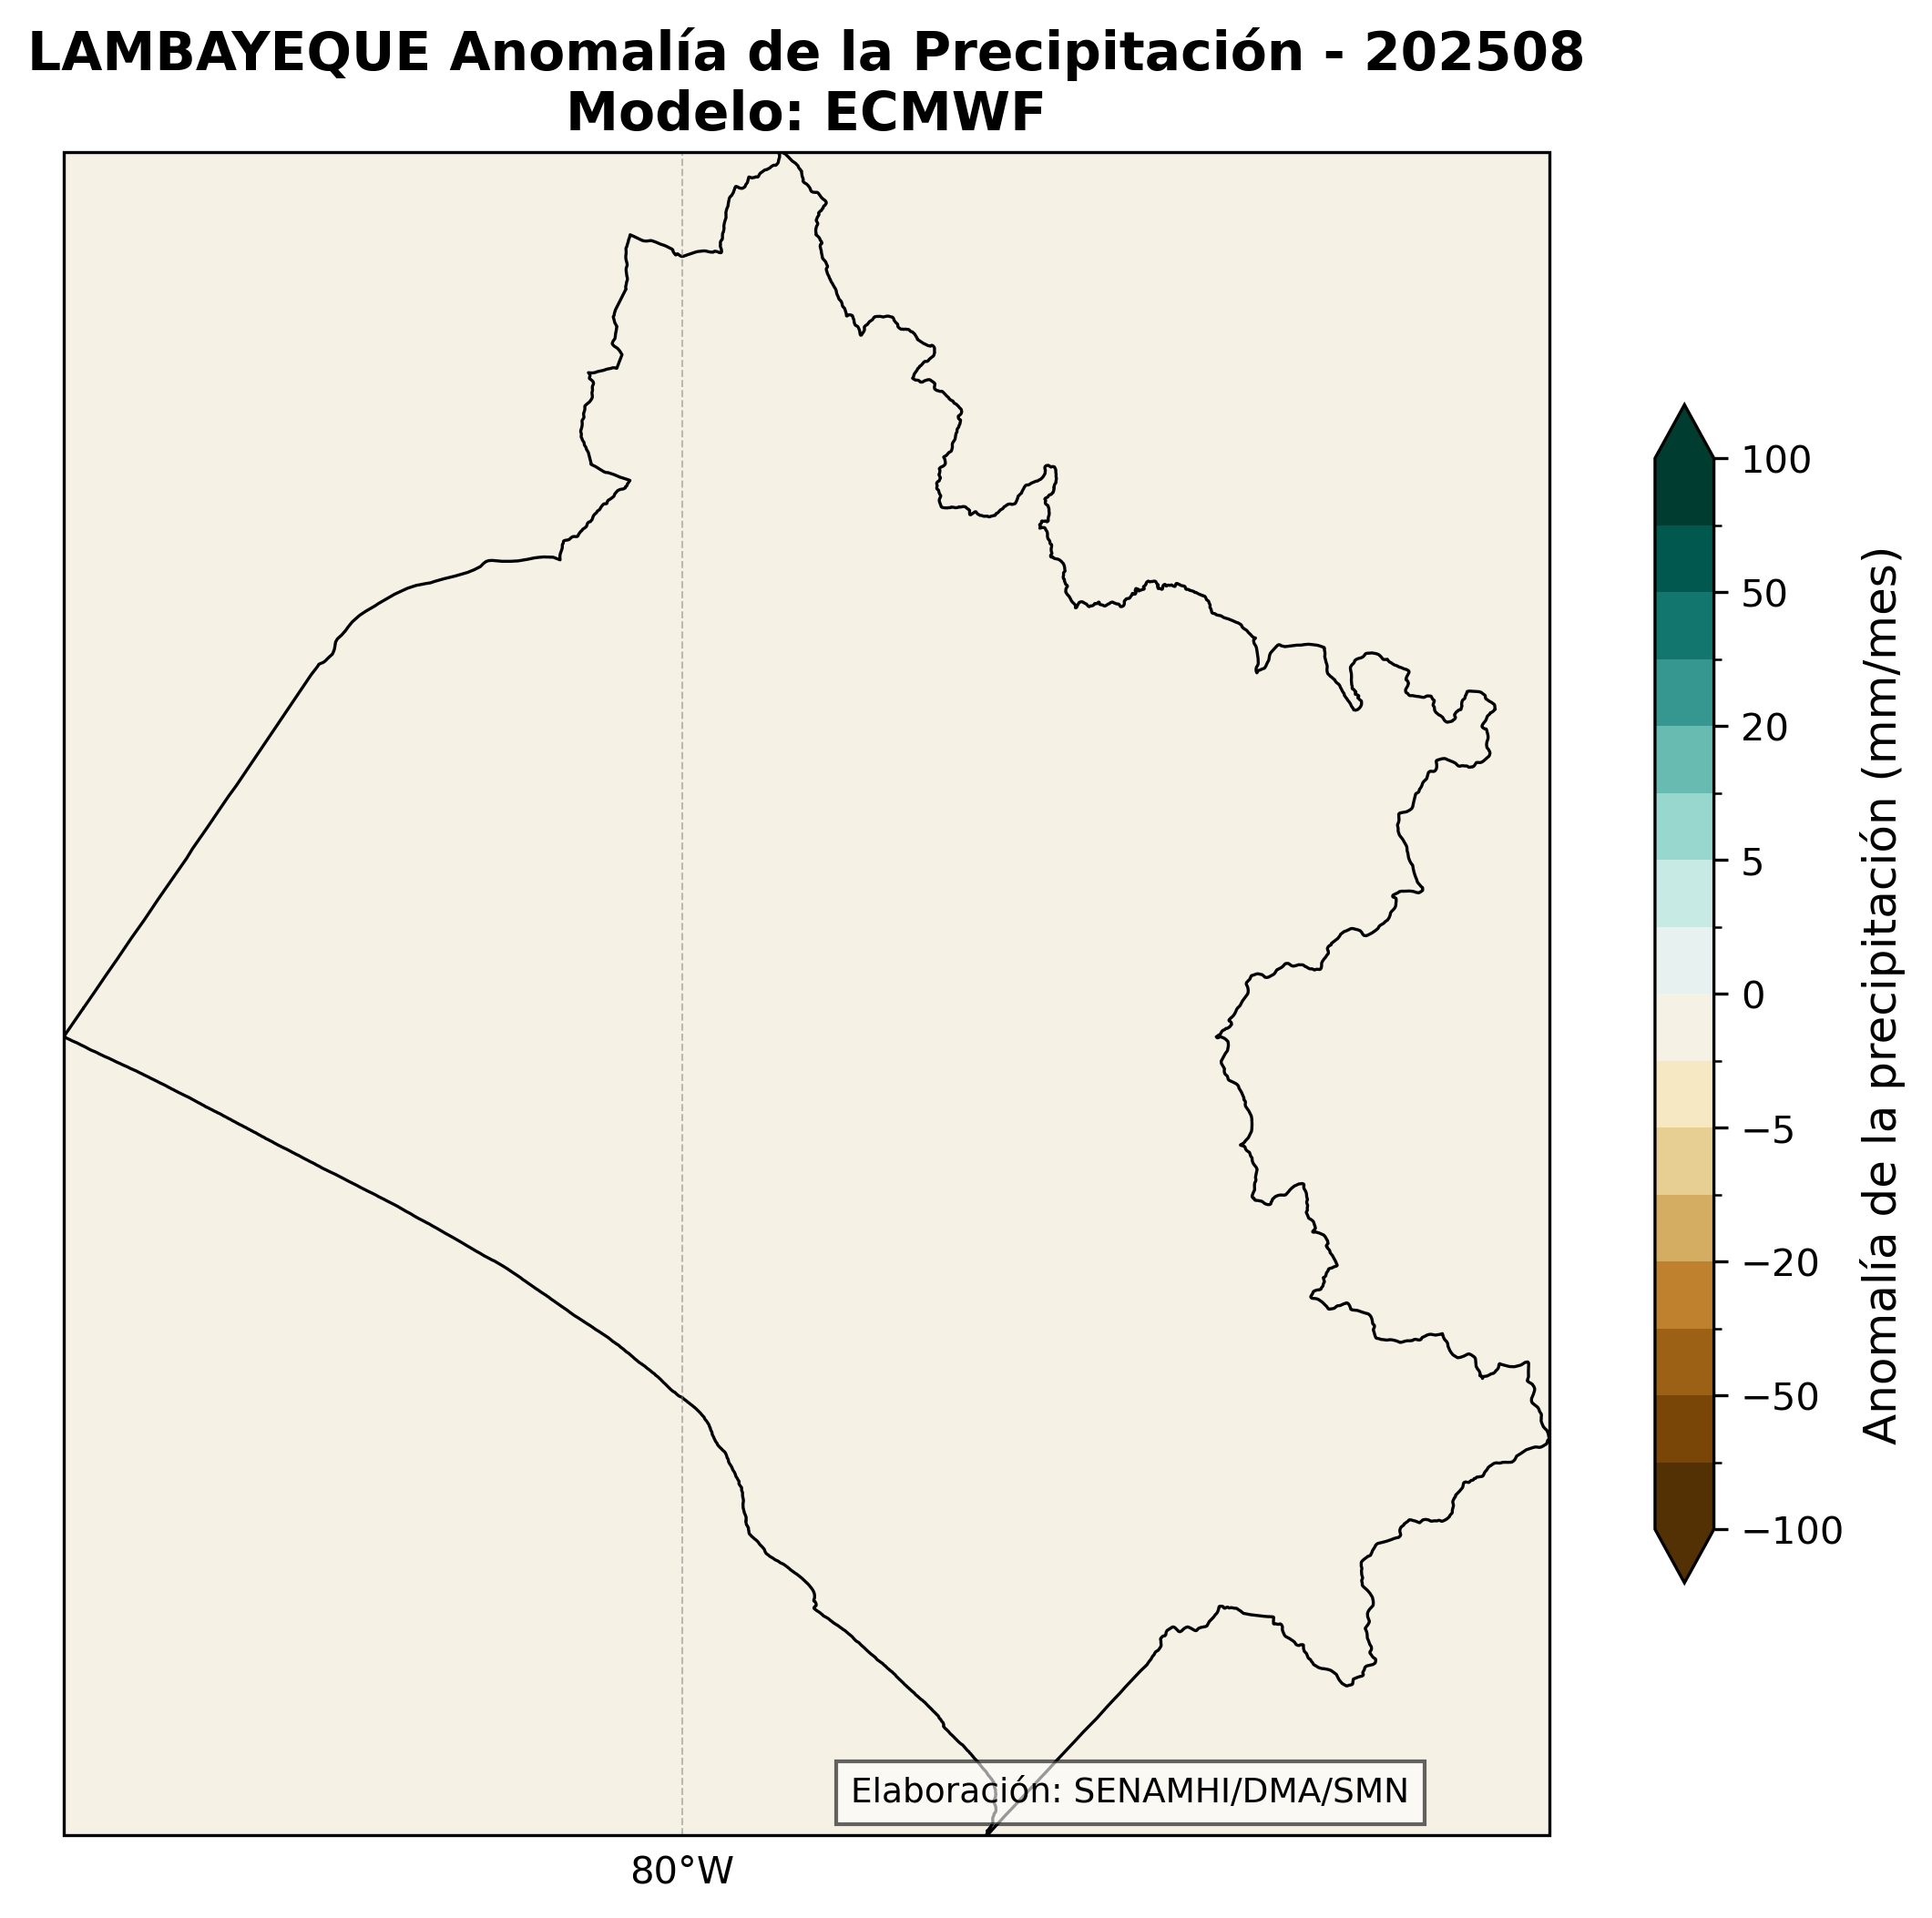 LAMBAYEQUE Anomalía de la Precipitación - 202508
Modelo: ECMWF
100
50
20
5
0
−5
−20
−50
−100
Anomalía de la precipitación (mm/mes)
Elaboración: SENAMHI/DMA/SMN
80°W